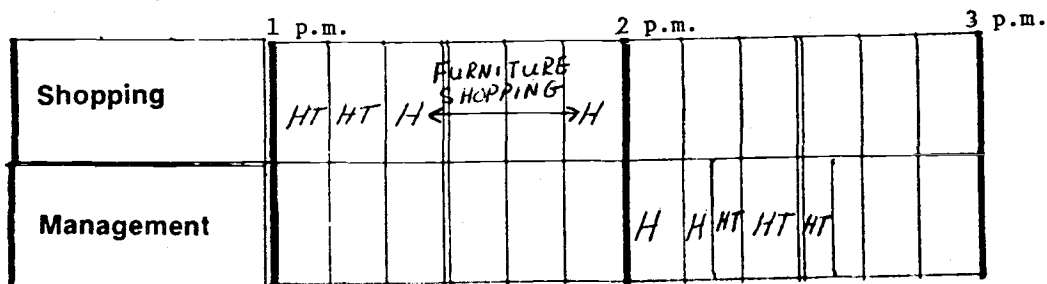 1 p.m. 2 p.m. 3 p.m.
Shopping
FURNITURE
SHOPPING
HT HT H H
Management
H H HT HT HT